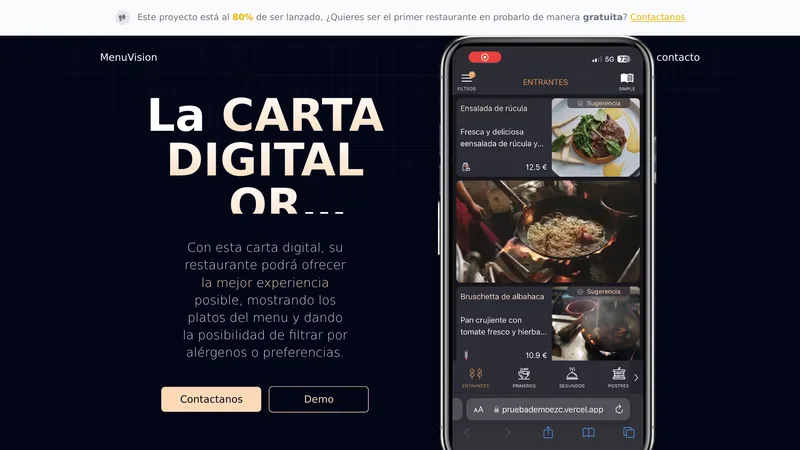 Este proyecto está al 80% de ser lanzado, ¿Quieres ser el primer restaurante en probarlo de manera gratuita? Contactanos
MenuVision
contacto
La CARTA
DIGITAL
QR...
Con esta carta digital, su
restaurante podrá ofrecer
la mejor experiencia
posible, mostrando los
platos del menu y dando
la posibilidad de filtrar por
alérgenos o preferencias.
Contactanos
Demo
5G 72
FILTROS
ENTRANTES
SIMPLE
Ensalada de rúcula
Sugerencia
Fresca y deliciosa
eensalada de rúcula y...
12.5 €
Bruschetta de albahaca
Sugerencia
Pan crujiente con
tomate fresco y hierba...
10.9 €
ENTRANTES
PRIMEROS
SEGUNDOS
POSTRES
AA
pruebademoezc.vercel.app